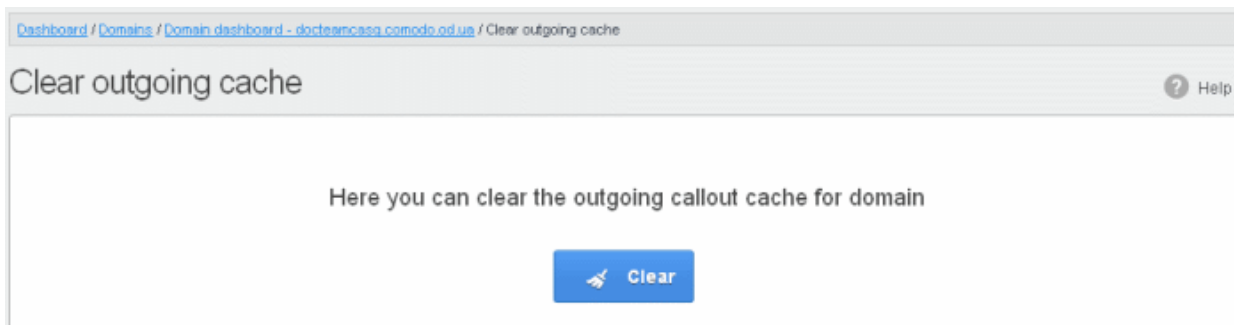 Dashboard / Domains / Domain dashboard - docteamcasg.comodo.od.ua / Clear outgoing cache
Clear outgoing cache
? Help
Here you can clear the outgoing callout cache for domain
Clear